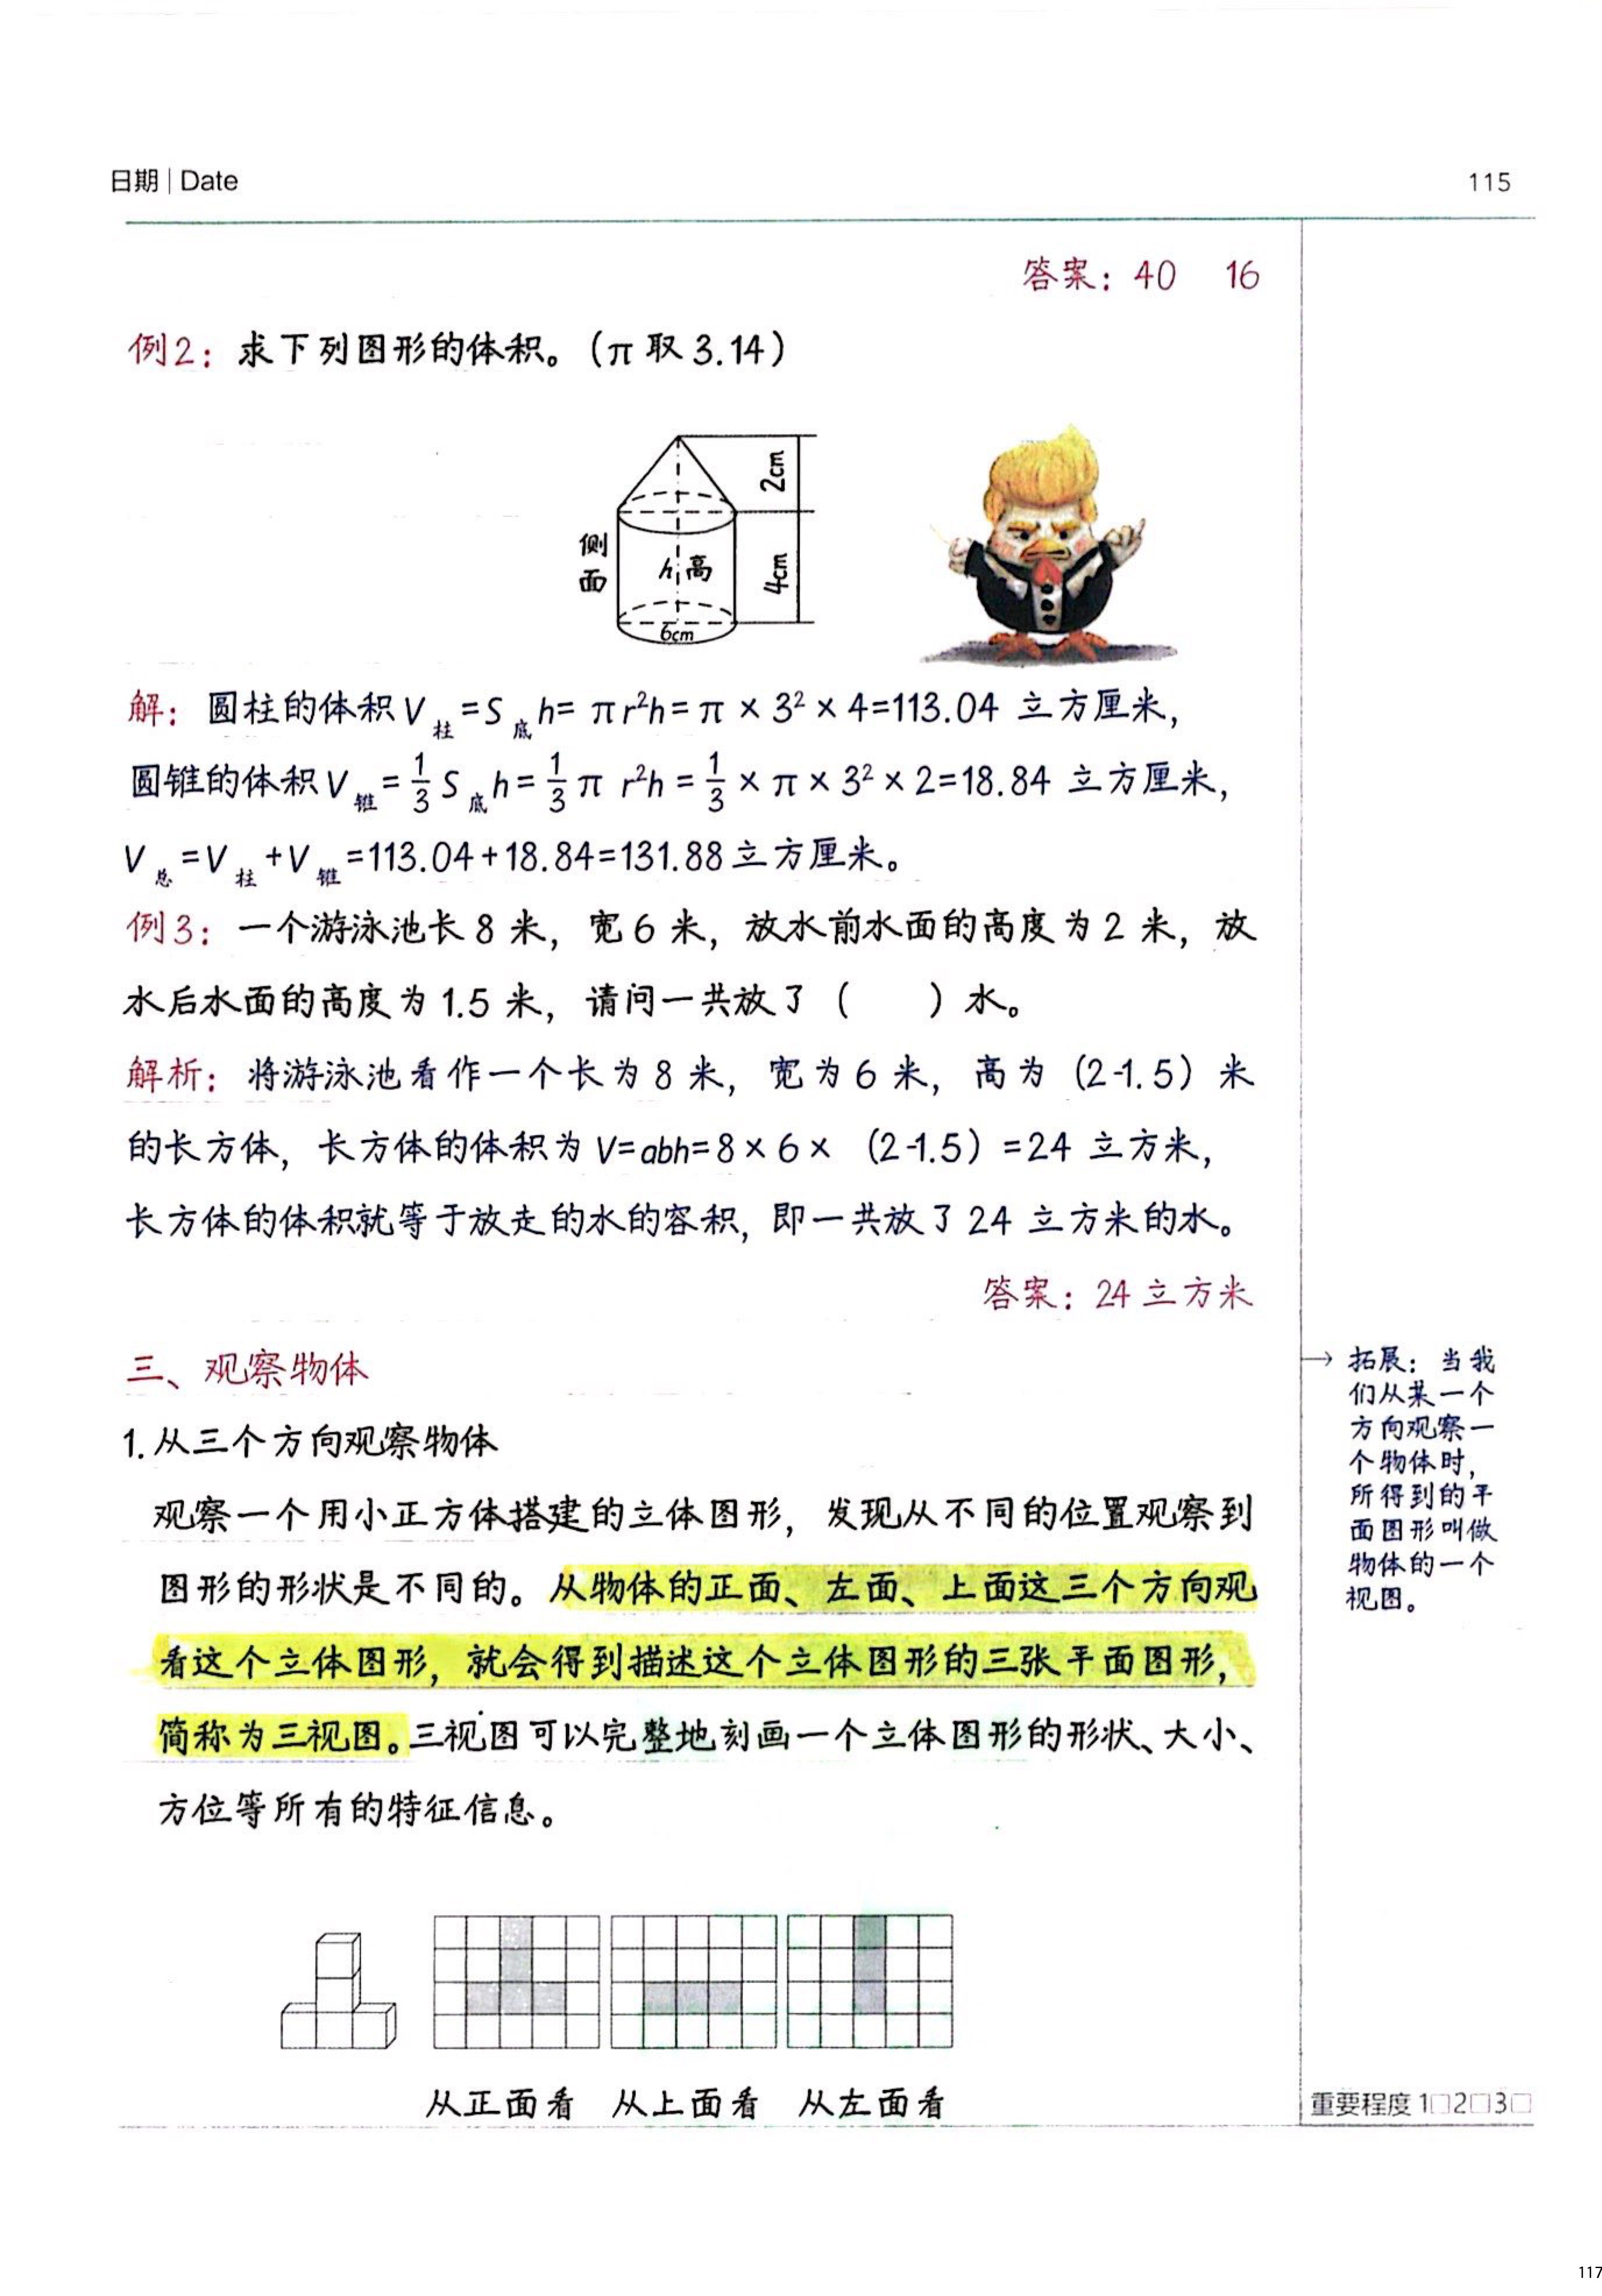 日期 | Date
115
答案：40 16
例2：求下列图形的体积。（π取3.14）
2cm
侧面
h 高
4cm
6cm
解：圆柱的体积V柱=S底h=πr²h=π×3²×4=113.04 立方厘米，
圆锥的体积V锥=1/3 S底h=1/3 π r²h=1/3×π×3²×2=18.84 立方厘米，
V总=V柱+V锥=113.04+18.84=131.88立方厘米。
例3：一个游泳池长8米，宽6米，放水前水面的高度为2米，放
水后水面的高度为1.5米，请问一共放了（ ）水。
解析：将游泳池看作一个长为8米，宽为6米，高为（2-1.5）米
的长方体，长方体的体积为V=abh=8×6×（2-1.5）=24立方米，
长方体的体积就等于放走的水的容积，即一共放了24立方米的水。
答案：24立方米
三、观察物体
1.从三个方向观察物体
观察一个用小正方体搭建的立体图形，发现从不同的位置观察到
图形的形状是不同的。从物体的正面、左面、上面这三个方向观
看这个立体图形，就会得到描述这个立体图形的三张平面图形，
简称为三视图。三视图可以完整地刻画一个立体图形的形状、大小、
方位等所有的特征信息。
→ 拓展：当我
们从某一个
方向观察一
个物体时，
所得到的平
面图形叫做
物体的一个
视图。
从正面看 从上面看 从左面看
重要程度 1□2□3□
117